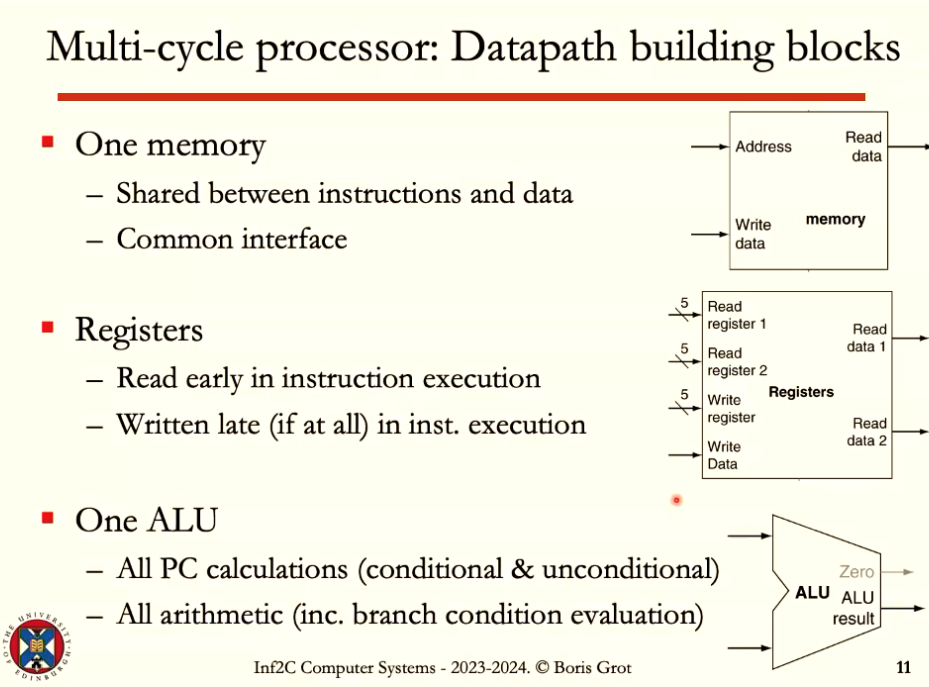 Multi-cycle processor: Datapath building blocks
One memory
– Shared between instructions and data
– Common interface
Address
Read
data
Write
data
memory
Registers
– Read early in instruction execution
– Written late (if at all) in inst. execution
5
Read
register 1
5
Read
register 2
5
Write
register
Write
Data
Registers
Read
data 1
Read
data 2
One ALU
– All PC calculations (conditional & unconditional)
– All arithmetic (inc. branch condition evaluation)
Zero
ALU
ALU
result
THE UNIVERSITY OF EDINBURGH
Inf2C Computer Systems - 2023-2024. © Boris Grot
11